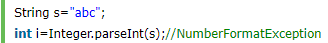 String s="abc";
int i=Integer.parseInt(s);//NumberFormatException